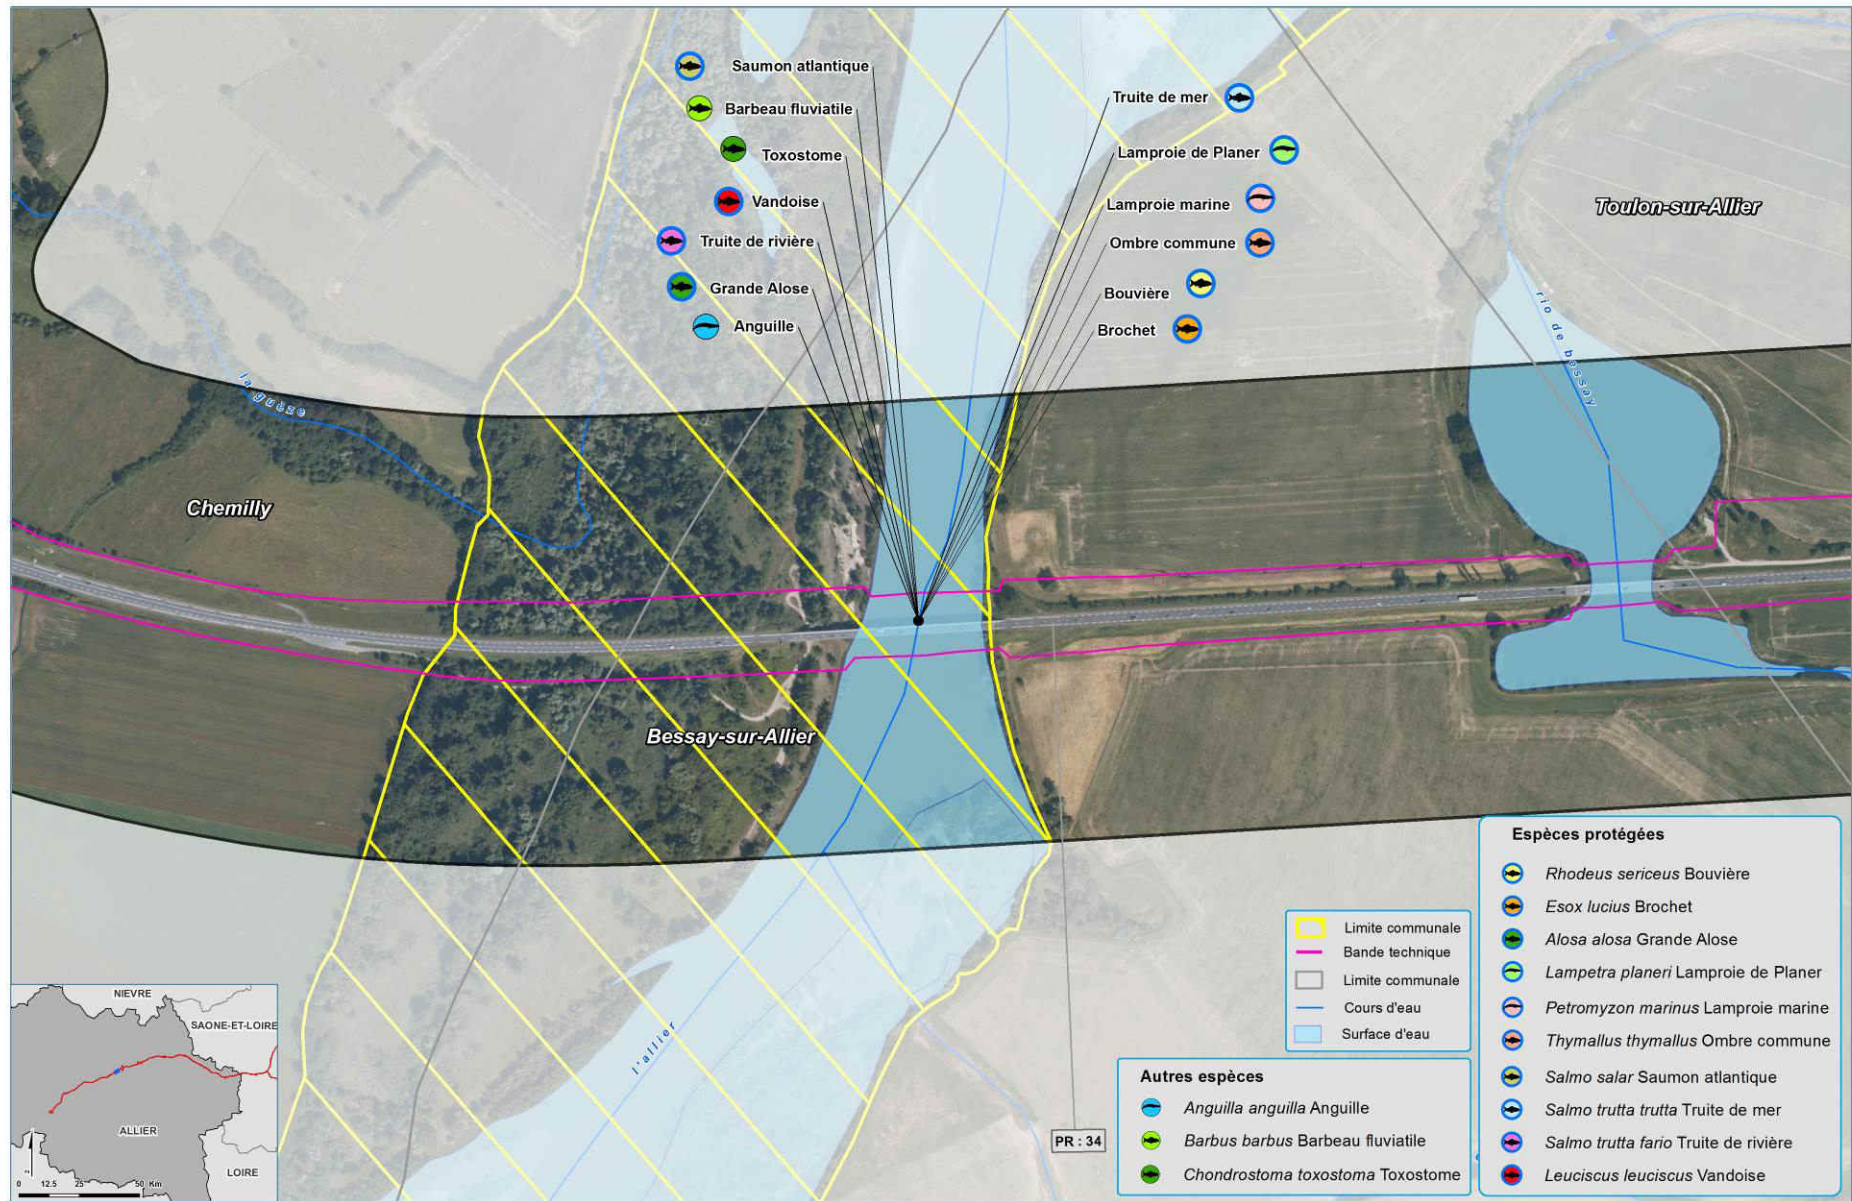 Saumon atlantique
Barbeau fluviatile
Toxostome
Vandoise
Truite de rivière
Grande Alose
Anguille
Truite de mer
Lamproie de Planer
Lamproie marine
Ombre commune
Bouvière
Brochet
Toulon-sur-Allier
rio de bessay
la guèze
Chemilly
Bessay-sur-Allier
l'allier
PR : 34
NIEVRE
SAONE-ET-LOIRE
ALLIER
LOIRE
0 12.5 25 50 Km
Limite communale
Bande technique
Limite communale
Cours d'eau
Surface d'eau
Autres espèces
Anguilla anguilla Anguille
Barbus barbus Barbeau fluviatile
Chondrostoma toxostoma Toxostome
Espèces protégées
Rhodeus sericeus Bouvière
Esox lucius Brochet
Alosa alosa Grande Alose
Lampetra planeri Lamproie de Planer
Petromyzon marinus Lamproie marine
Thymallus thymallus Ombre commune
Salmo salar Saumon atlantique
Salmo trutta trutta Truite de mer
Salmo trutta fario Truite de rivière
Leuciscus leuciscus Vandoise